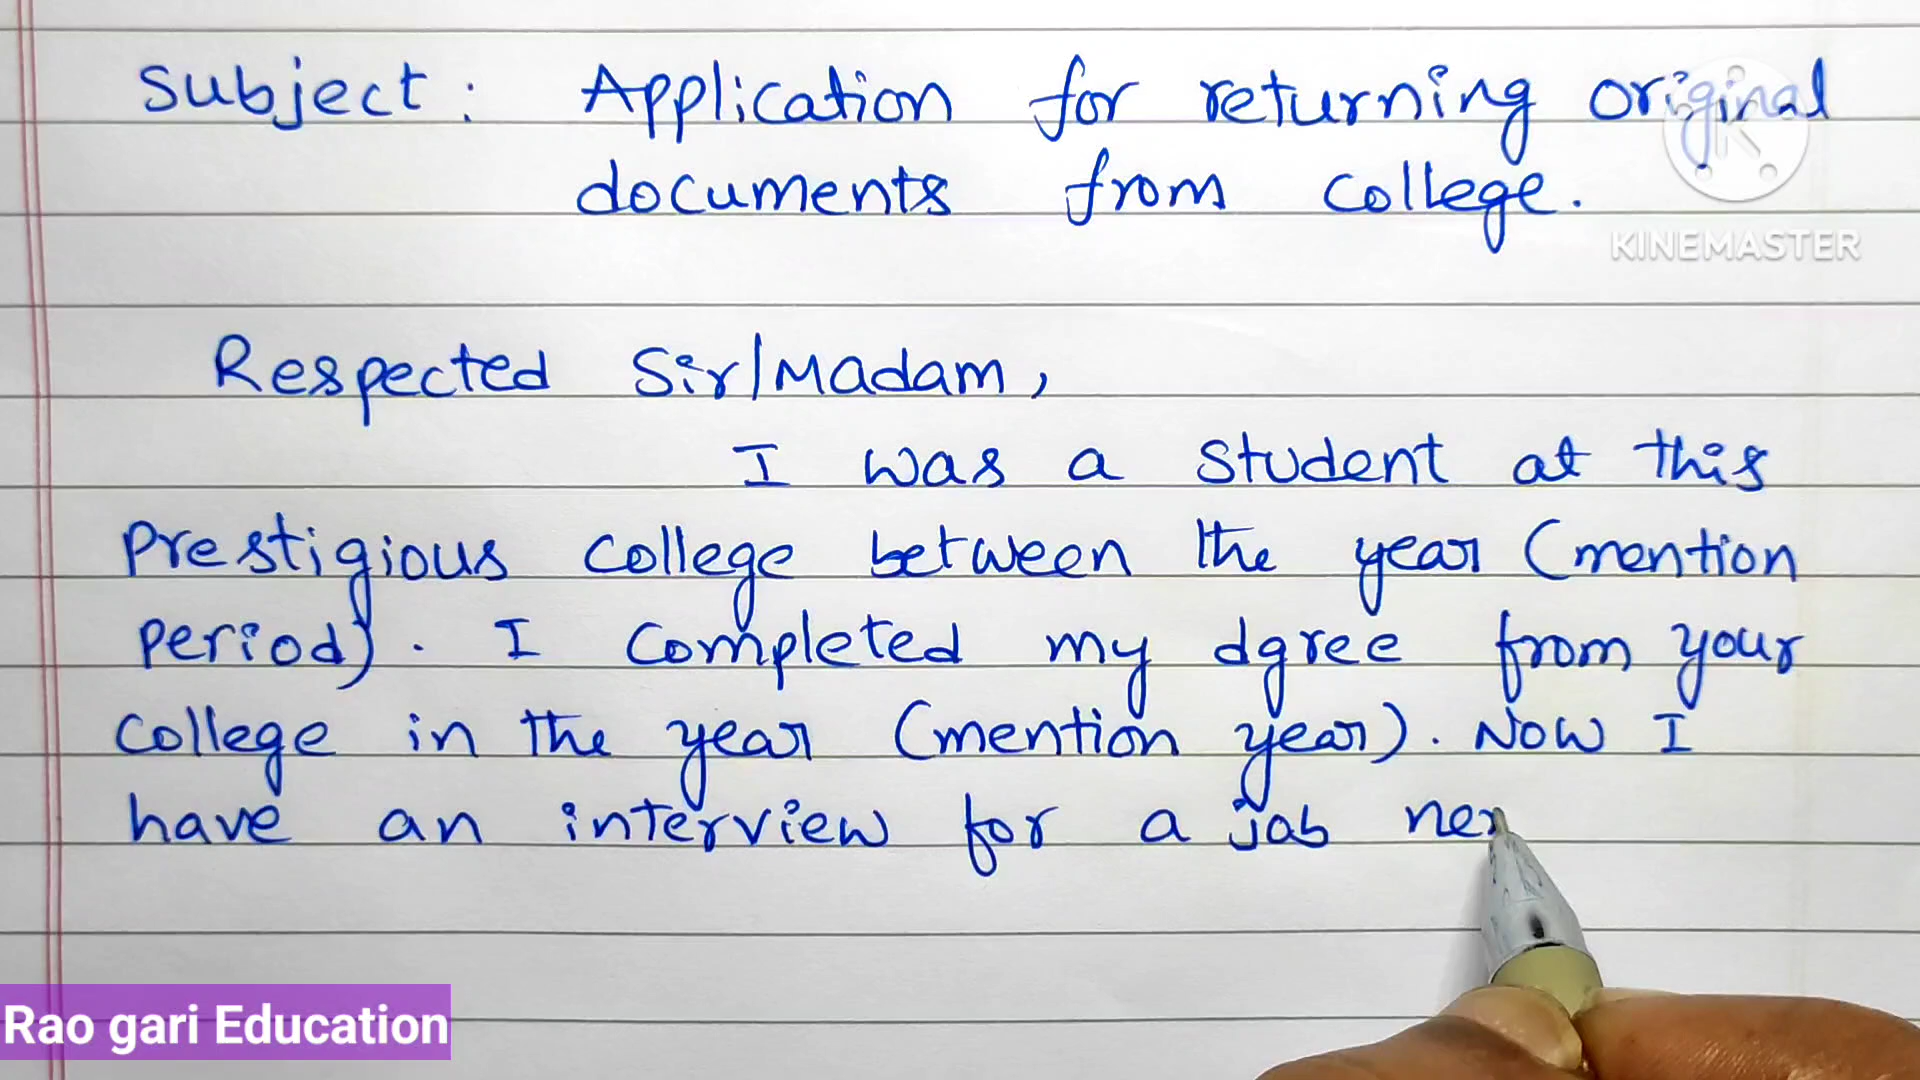 Subject: Application for returning original
documents from college.
KINEMASTER
Respected Sir/Madam,
I was a student at this
prestigious college between the year (mention
period). I completed my dgree from your
college in the year (mention year). Now I
have an interview for a job nex
Rao gari Education